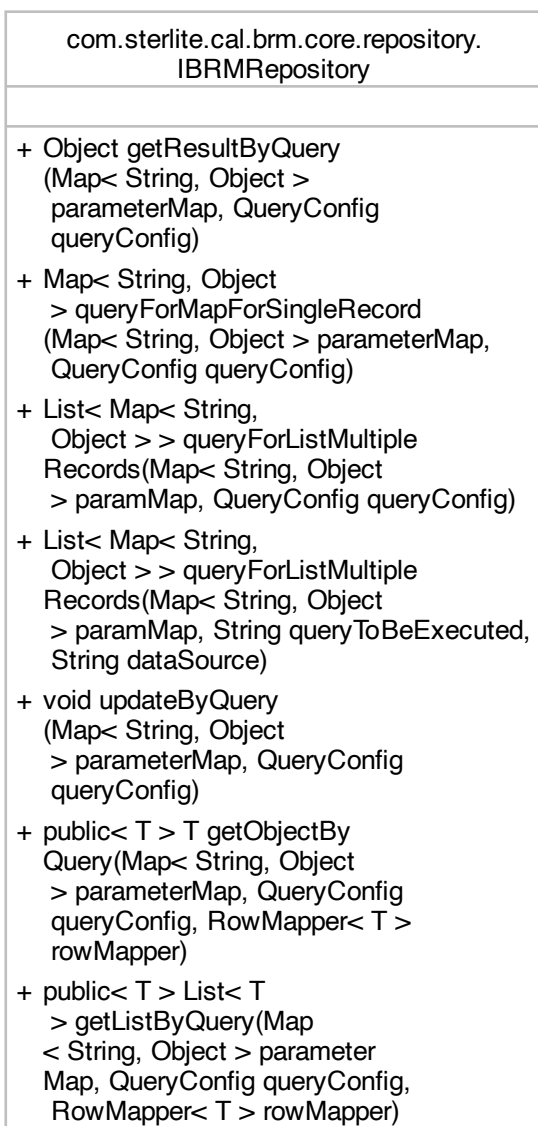 com.sterlite.cal.brm.core.repository.
IBRMRepository
+ Object getResultByQuery
(Map< String, Object >
parameterMap, QueryConfig
queryConfig)
+ Map< String, Object
> queryForMapForSingleRecord
(Map< String, Object > parameterMap,
QueryConfig queryConfig)
+ List< Map< String,
Object > > queryForListMultiple
Records(Map< String, Object
> paramMap, QueryConfig queryConfig)
+ List< Map< String,
Object > > queryForListMultiple
Records(Map< String, Object
> paramMap, String queryToBeExecuted,
String dataSource)
+ void updateByQuery
(Map< String, Object
> parameterMap, QueryConfig
queryConfig)
+ public< T > T getObjectBy
Query(Map< String, Object
> parameterMap, QueryConfig
queryConfig, RowMapper< T >
rowMapper)
+ public< T > List< T
> getListByQuery(Map
< String, Object > parameter
Map, QueryConfig queryConfig,
RowMapper< T > rowMapper)